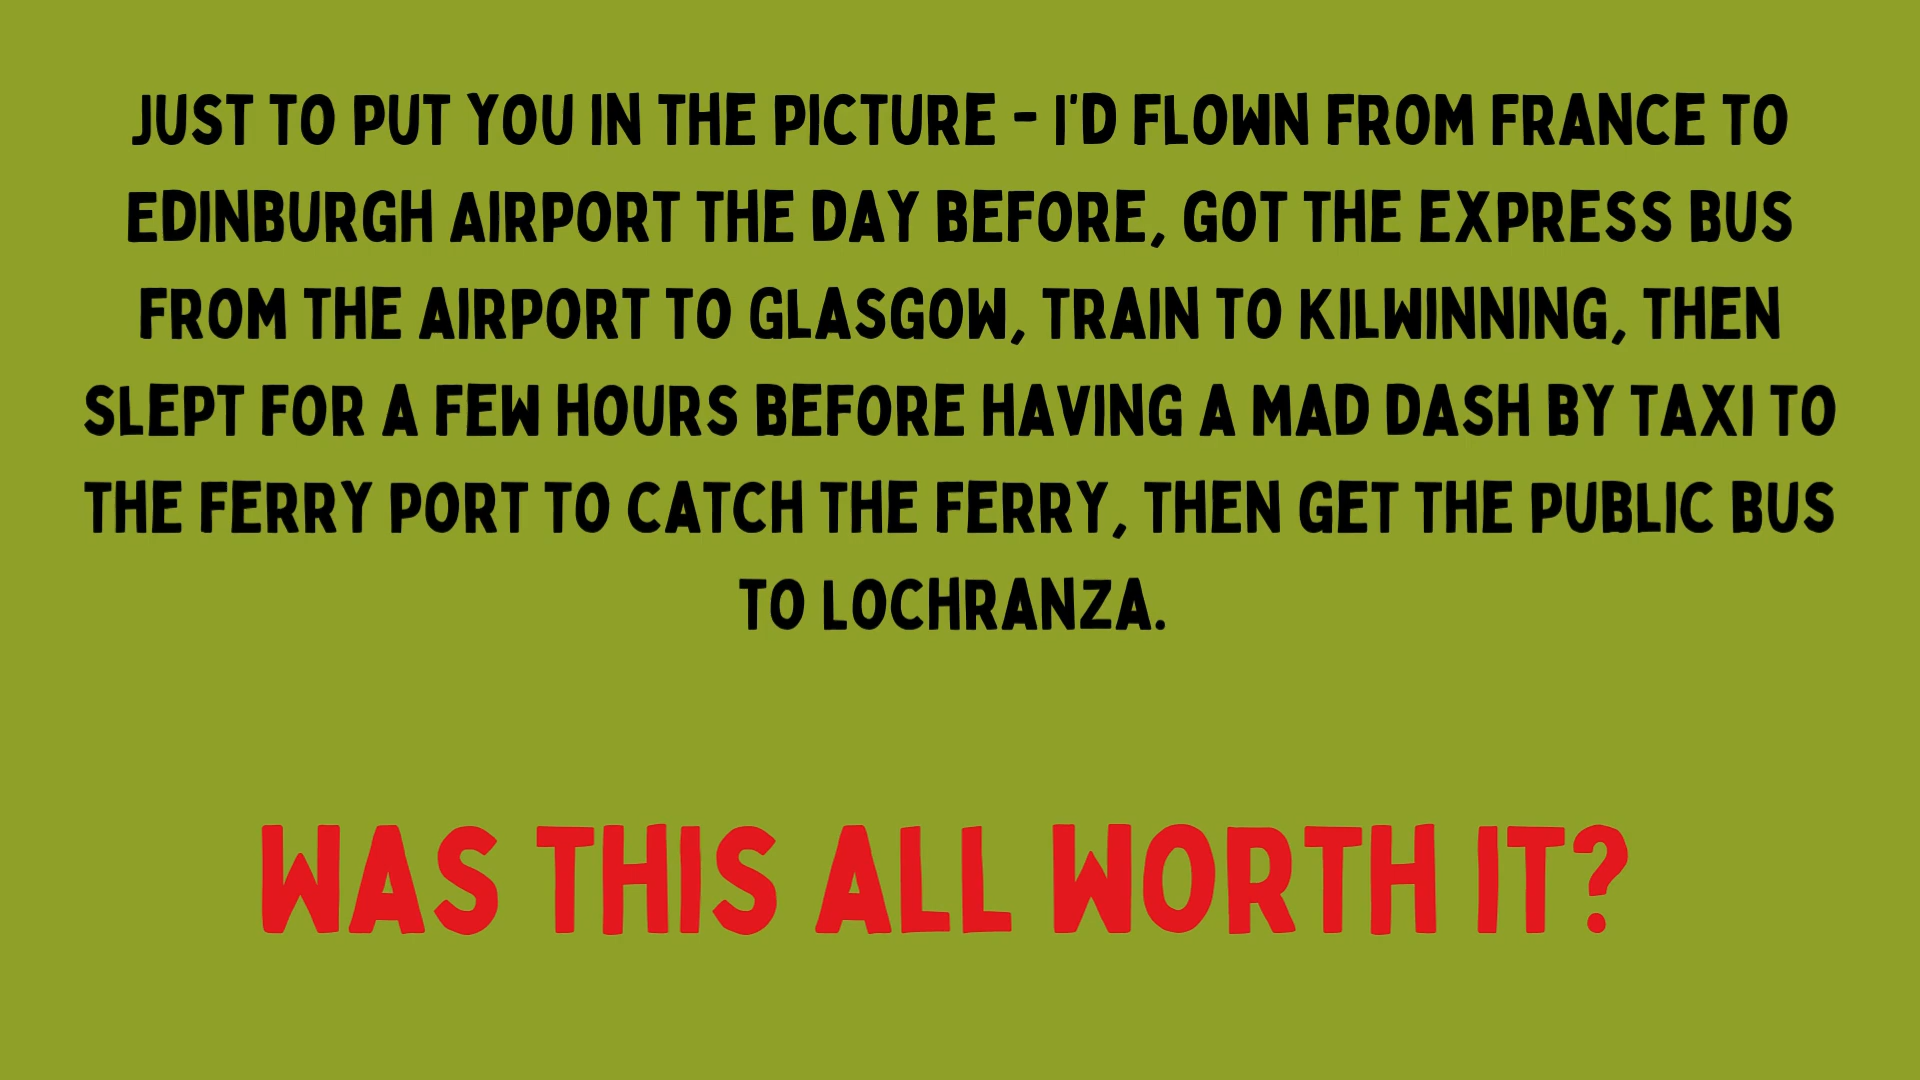 JUST TO PUT YOU IN THE PICTURE - I'D FLOWN FROM FRANCE TO
EDINBURGH AIRPORT THE DAY BEFORE, GOT THE EXPRESS BUS
FROM THE AIRPORT TO GLASGOW, TRAIN TO KILWINNING, THEN
SLEPT FOR A FEW HOURS BEFORE HAVING A MAD DASH BY TAXI TO
THE FERRY PORT TO CATCH THE FERRY, THEN GET THE PUBLIC BUS
TO LOCHRANZA.
WAS THIS ALL WORTH IT?